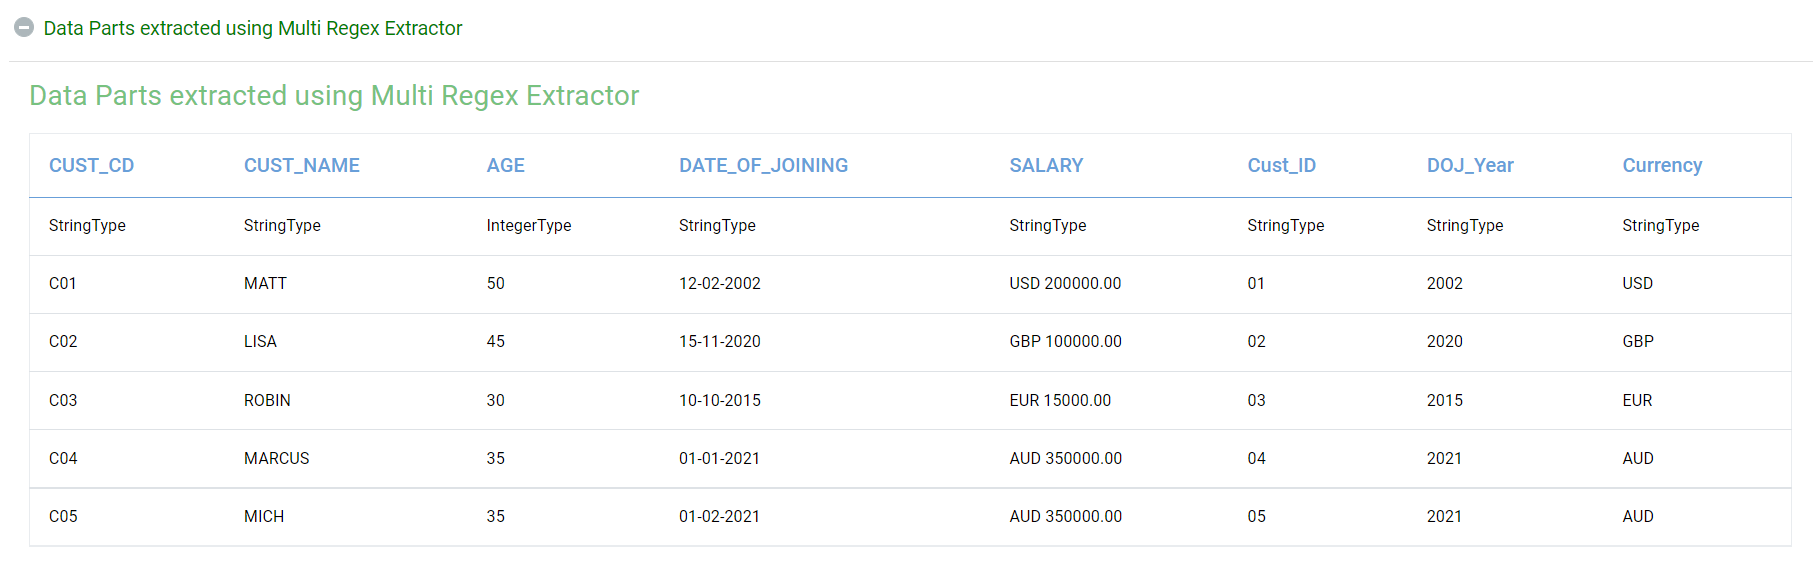 Data Parts extracted using Multi Regex Extractor
Data Parts extracted using Multi Regex Extractor
CUST_CD CUST_NAME AGE DATE_OF_JOINING SALARY Cust_ID DOJ_Year Currency
StringType StringType IntegerType StringType StringType StringType StringType StringType
C01 MATT 50 12-02-2002 USD 200000.00 01 2002 USD
C02 LISA 45 15-11-2020 GBP 100000.00 02 2020 GBP
C03 ROBIN 30 10-10-2015 EUR 15000.00 03 2015 EUR
C04 MARCUS 35 01-01-2021 AUD 350000.00 04 2021 AUD
C05 MICH 35 01-02-2021 AUD 350000.00 05 2021 AUD